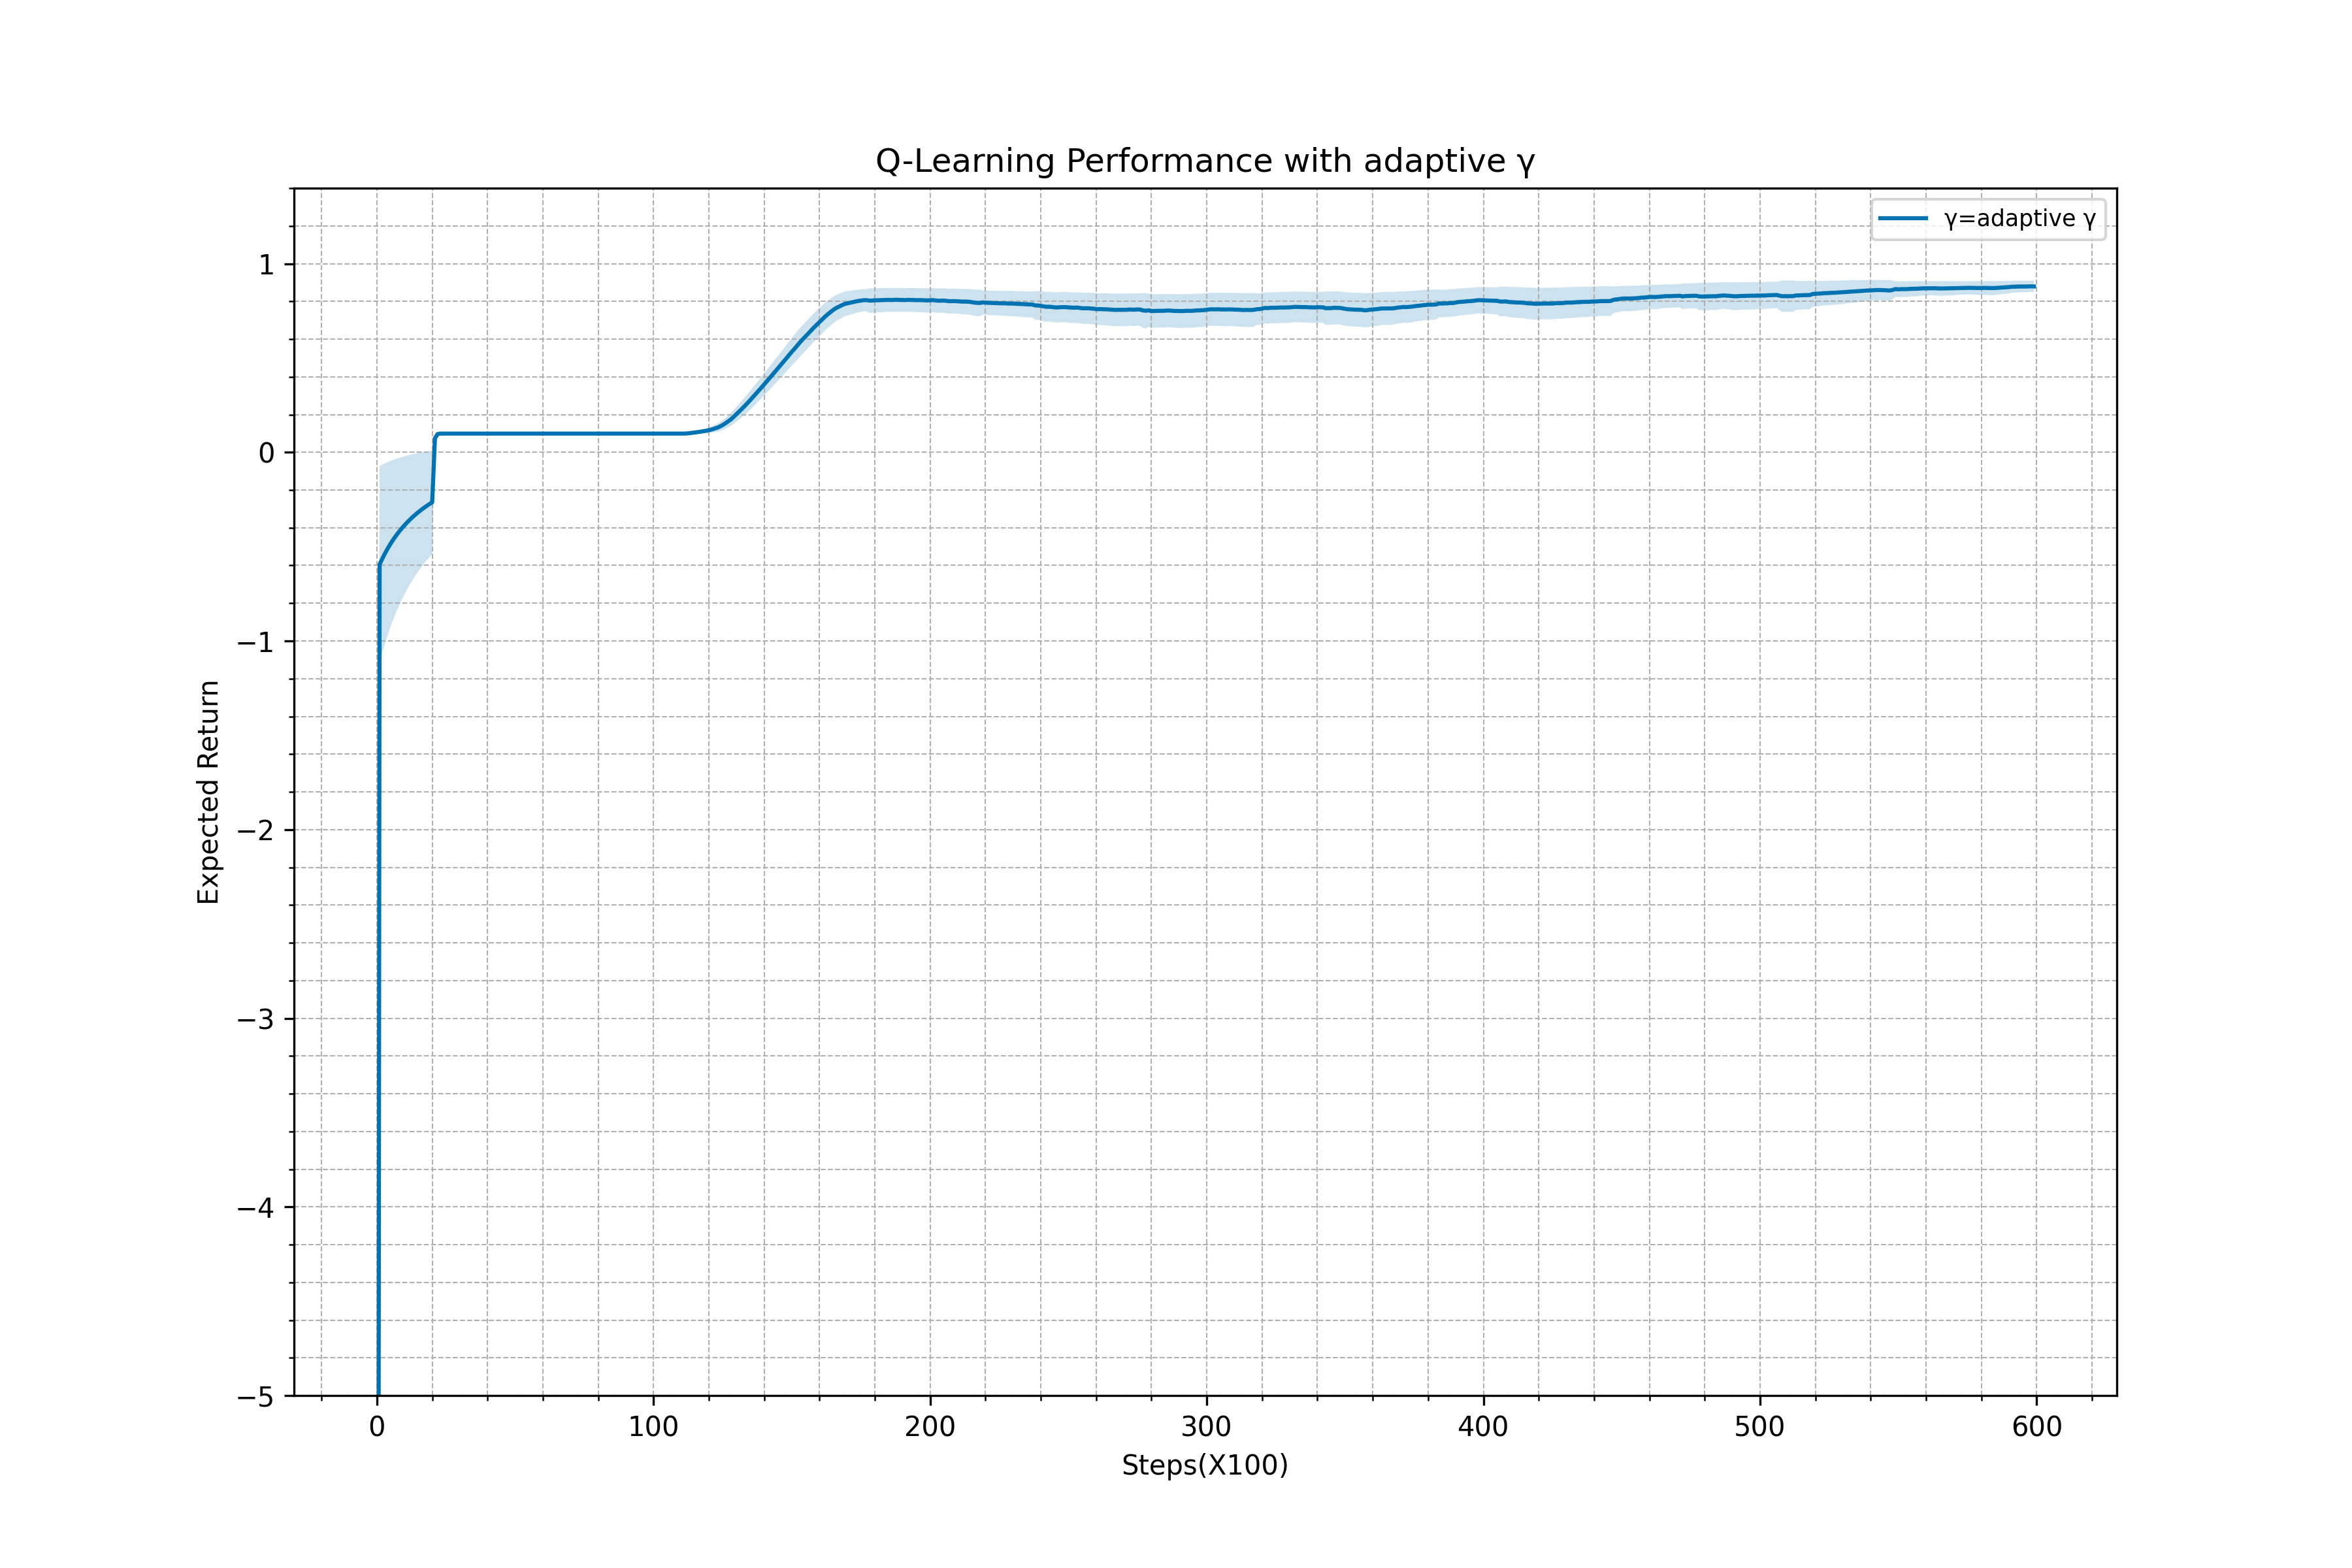 Q-Learning Performance with adaptive γ
γ=adaptive γ
1
0
−1
−2
−3
−4
−5
Expected Return
0 100 200 300 400 500 600
Steps(X100)